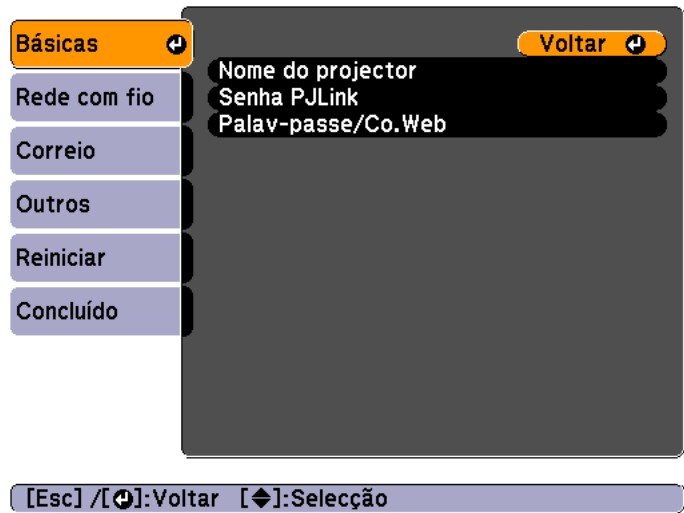 Básicas
Voltar
Nome do projector
Rede com fio
Senha PJLink
Palav-passe/Co.Web
Correio
Outros
Reiniciar
Concluído
[Esc] /[⏎]:Voltar [◆]:Selecção